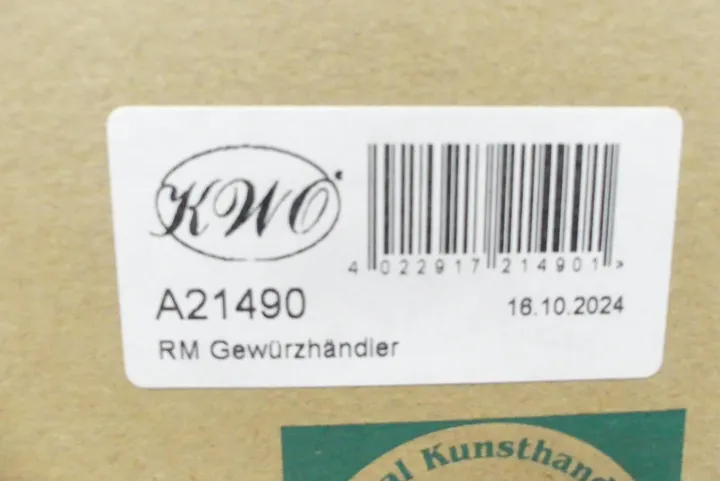 KWO
4 022917 214901 >
A21490
16.10.2024
RM Gewürzhändler
Kunsthand